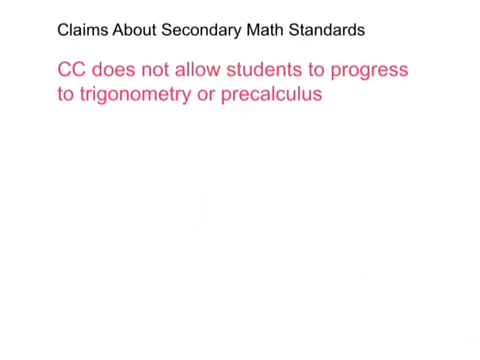 Claims About Secondary Math Standards
CC does not allow students to progress
to trigonometry or precalculus